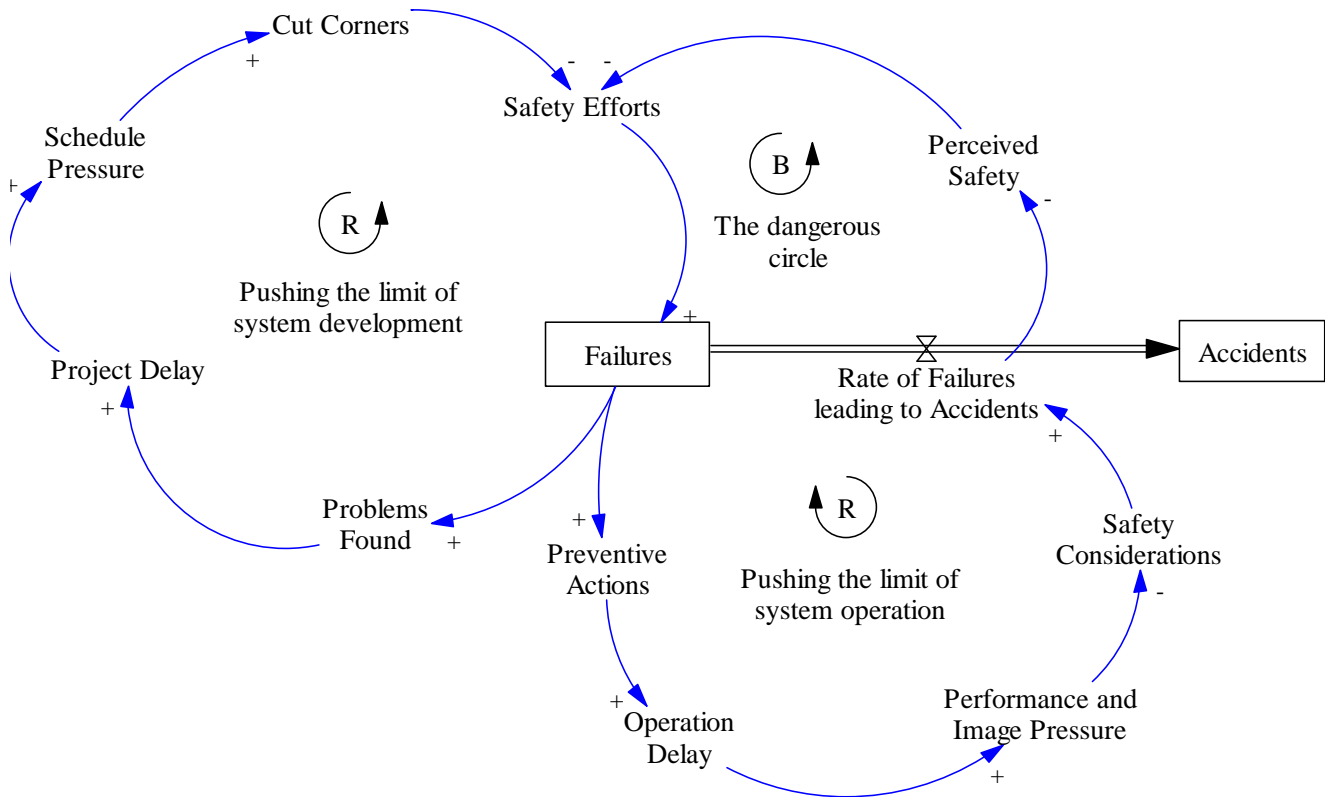 Cut Corners
+
-
-
Safety Efforts
Schedule
Pressure
+
Perceived
Safety
-
B
The dangerous
circle
R
Pushing the limit of
system development
+
Failures
Accidents
Rate of Failures
leading to Accidents
+
Project Delay
+
Problems
Found
+
+
Preventive
Actions
R
Pushing the limit of
system operation
Safety
Considerations
-
+
Operation
Delay
Performance and
Image Pressure
+